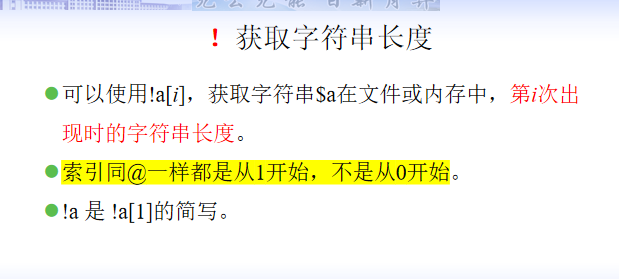 ！获取字符串长度
可以使用!a[i]，获取字符串$a在文件或内存中，第i次出
现时的字符串长度。
索引同@一样都是从1开始，不是从0开始。
!a 是 !a[1]的简写。